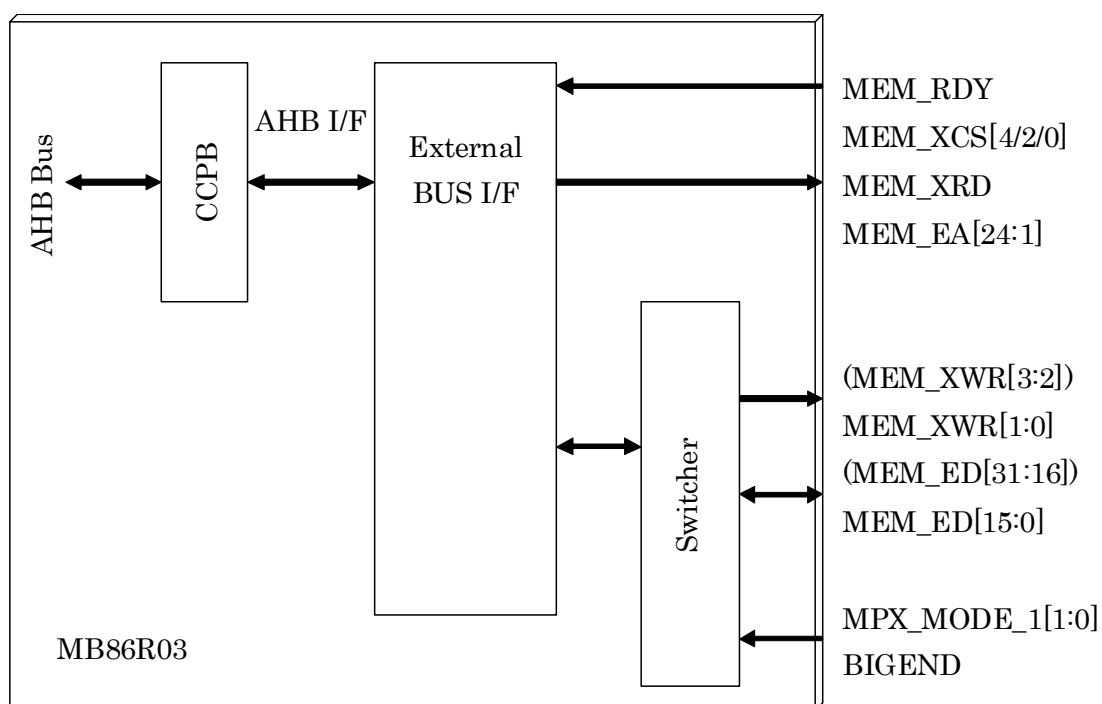 AHB Bus
CCPB
AHB I/F
External
BUS I/F
Switcher
MB86R03
MEM_RDY
MEM_XCS[4/2/0]
MEM_XRD
MEM_EA[24:1]
(MEM_XWR[3:2])
MEM_XWR[1:0]
(MEM_ED[31:16])
MEM_ED[15:0]
MPX_MODE_1[1:0]
BIGEND